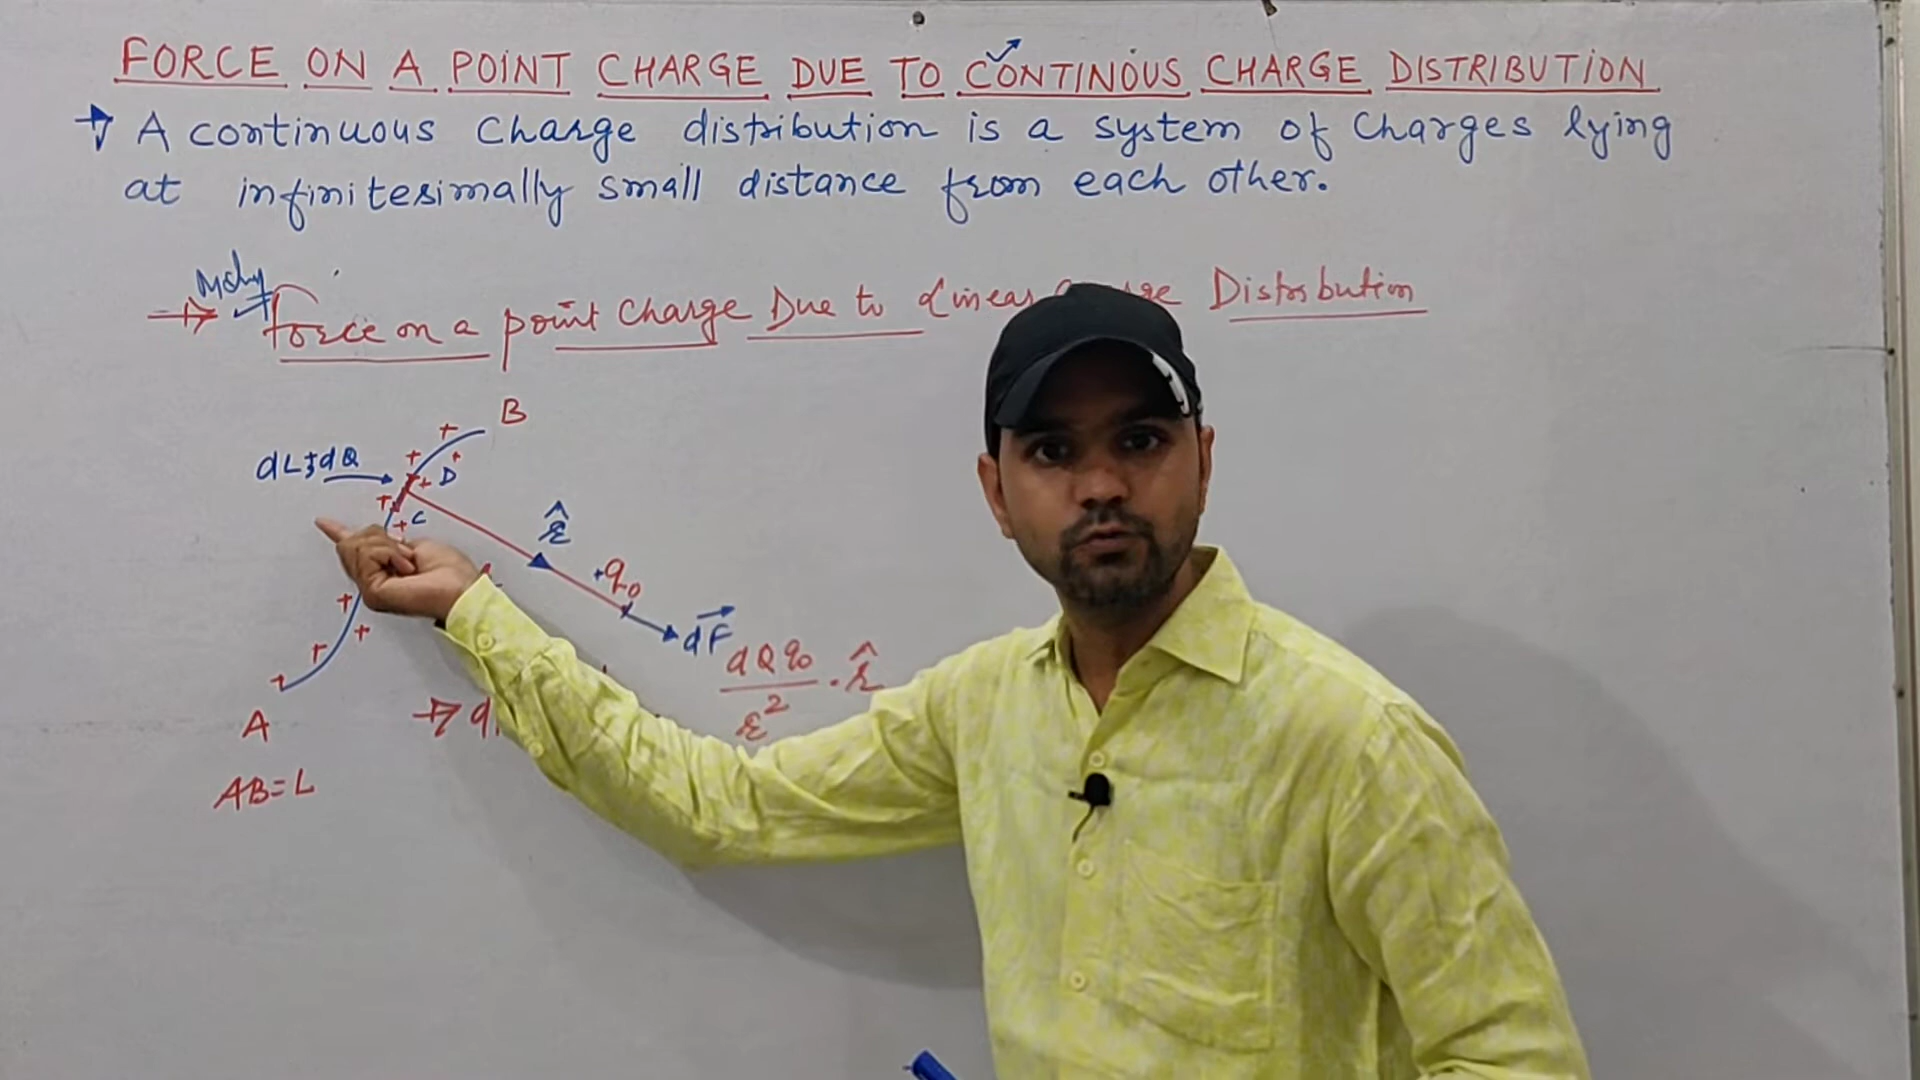 FORCE ON A POINT CHARGE DUE TO CONTINOUS CHARGE DISTRIBUTION
→ A continuous Charge distribution is a system of Charges lying
at infinitesimally small distance from each other.
→ Force on a point Charge Due to Linear Distribution
B
dL; dQ
D
C
r̂
+q₀
dF⃗
dQ q₀ / r² · r̂
A
AB = L